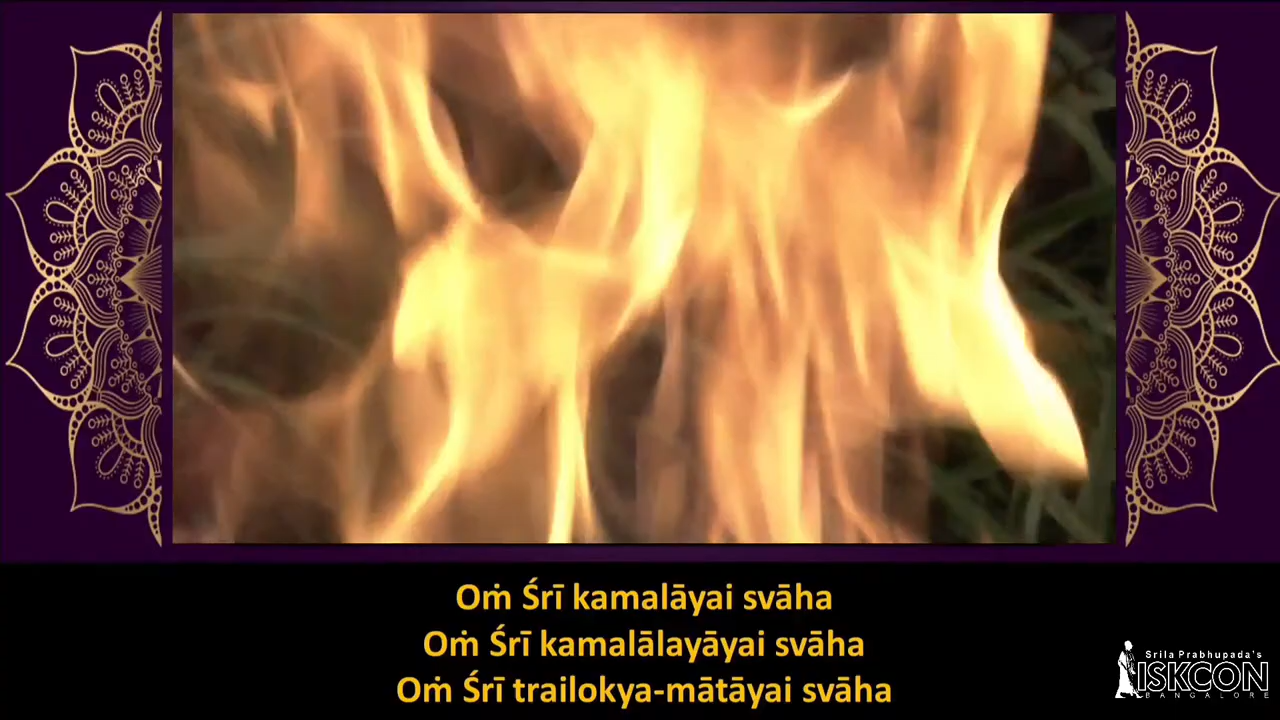 Oṁ Śrī kamalāyai svāha
Oṁ Śrī kamalālayāyai svāha
Oṁ Śrī trailokya-mātāyai svāha
Srila Prabhupada's
ISKCON
BANGALORE